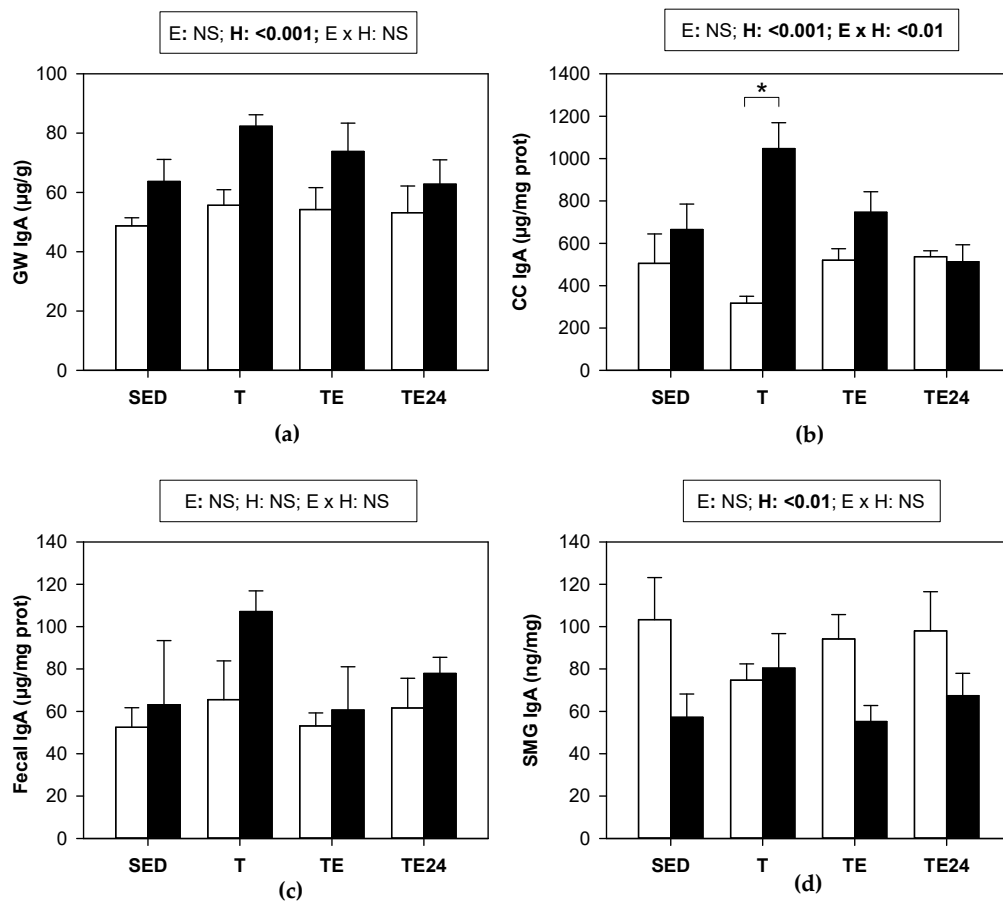 E: NS; H: <0.001; E x H: NS
100
80
60
40
20
0
GW IgA (µg/g)
SED T TE TE24
(a)
E: NS; H: <0.001; E x H: <0.01
1400
1200
1000
800
600
400
200
0
CC IgA (µg/mg prot)
*
SED T TE TE24
(b)
E: NS; H: NS; E x H: NS
140
120
100
80
60
40
20
0
Fecal IgA (µg/mg prot)
SED T TE TE24
(c)
E: NS; H: <0.01; E x H: NS
140
120
100
80
60
40
20
0
SMG IgA (ng/mg)
SED T TE TE24
(d)